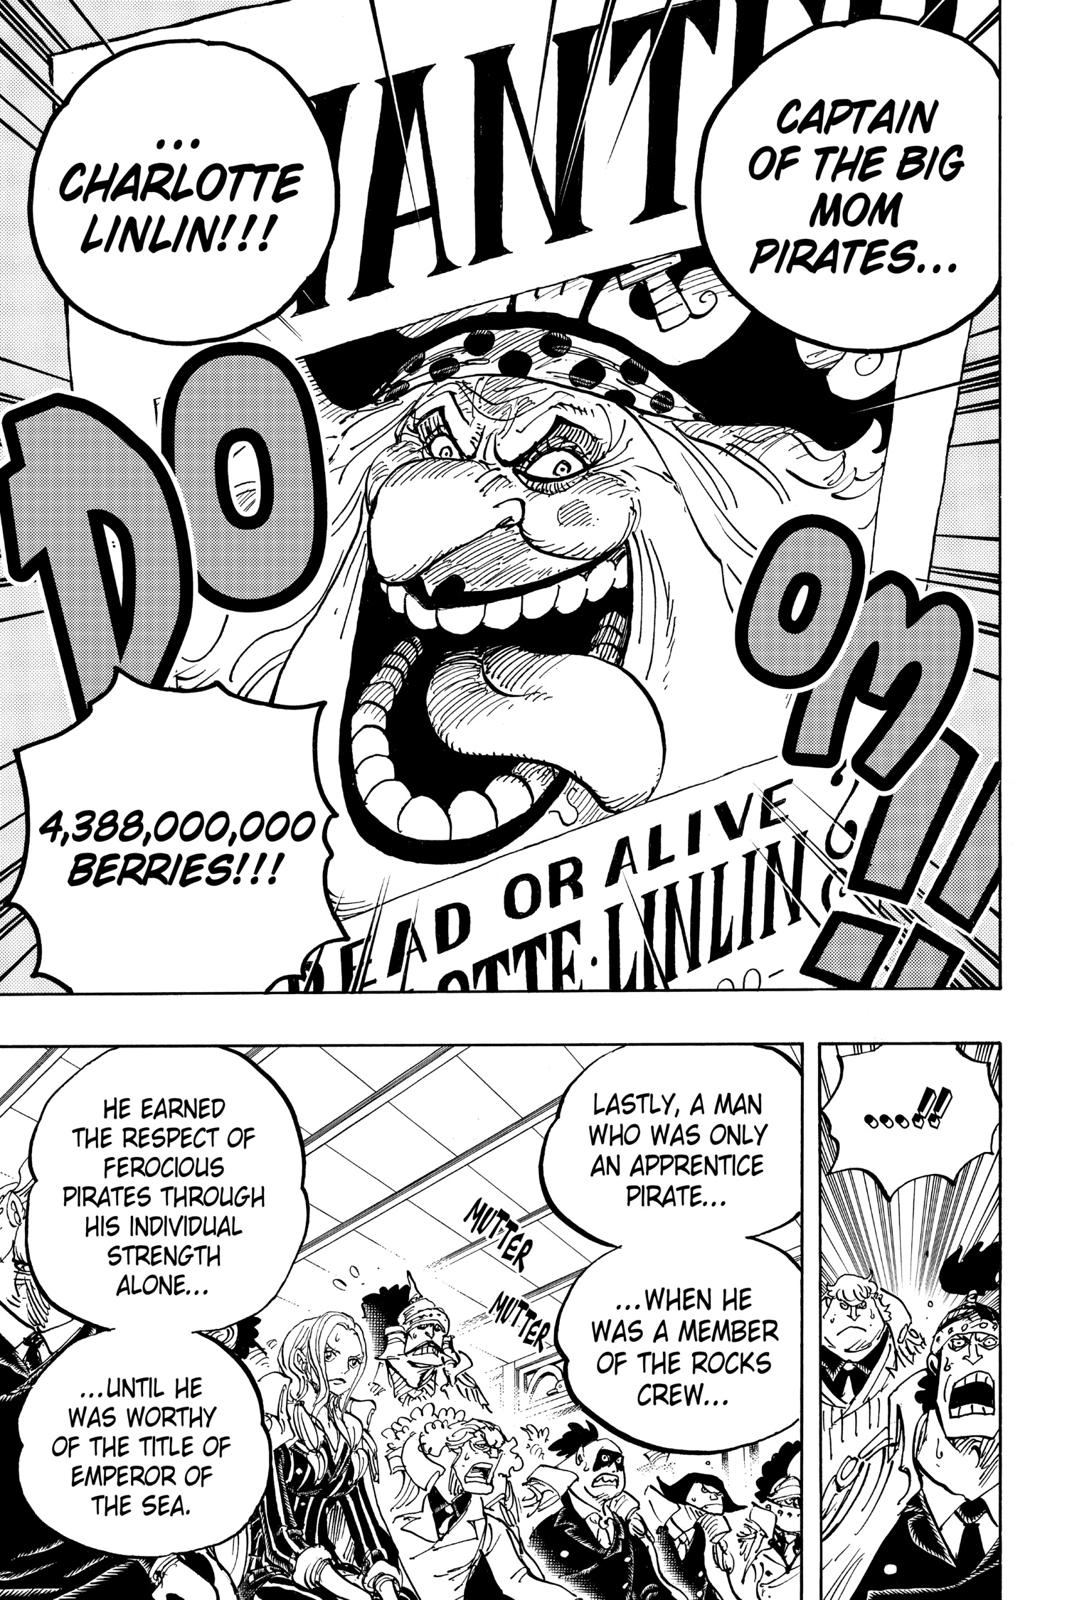 WANTED
CAPTAIN
OF THE BIG
MOM
PIRATES...
...
CHARLOTTE
LINLIN!!!
DOOM!!
4,388,000,000
BERRIES!!!
DEAD OR ALIVE
LINLIN
...!!
LASTLY, A MAN
WHO WAS ONLY
AN APPRENTICE
PIRATE...
...WHEN HE
WAS A MEMBER
OF THE ROCKS
CREW...
MUTTER
MUTTER
HE EARNED
THE RESPECT OF
FEROCIOUS
PIRATES THROUGH
HIS INDIVIDUAL
STRENGTH
ALONE...
...UNTIL HE
WAS WORTHY
OF THE TITLE OF
EMPEROR OF
THE SEA.